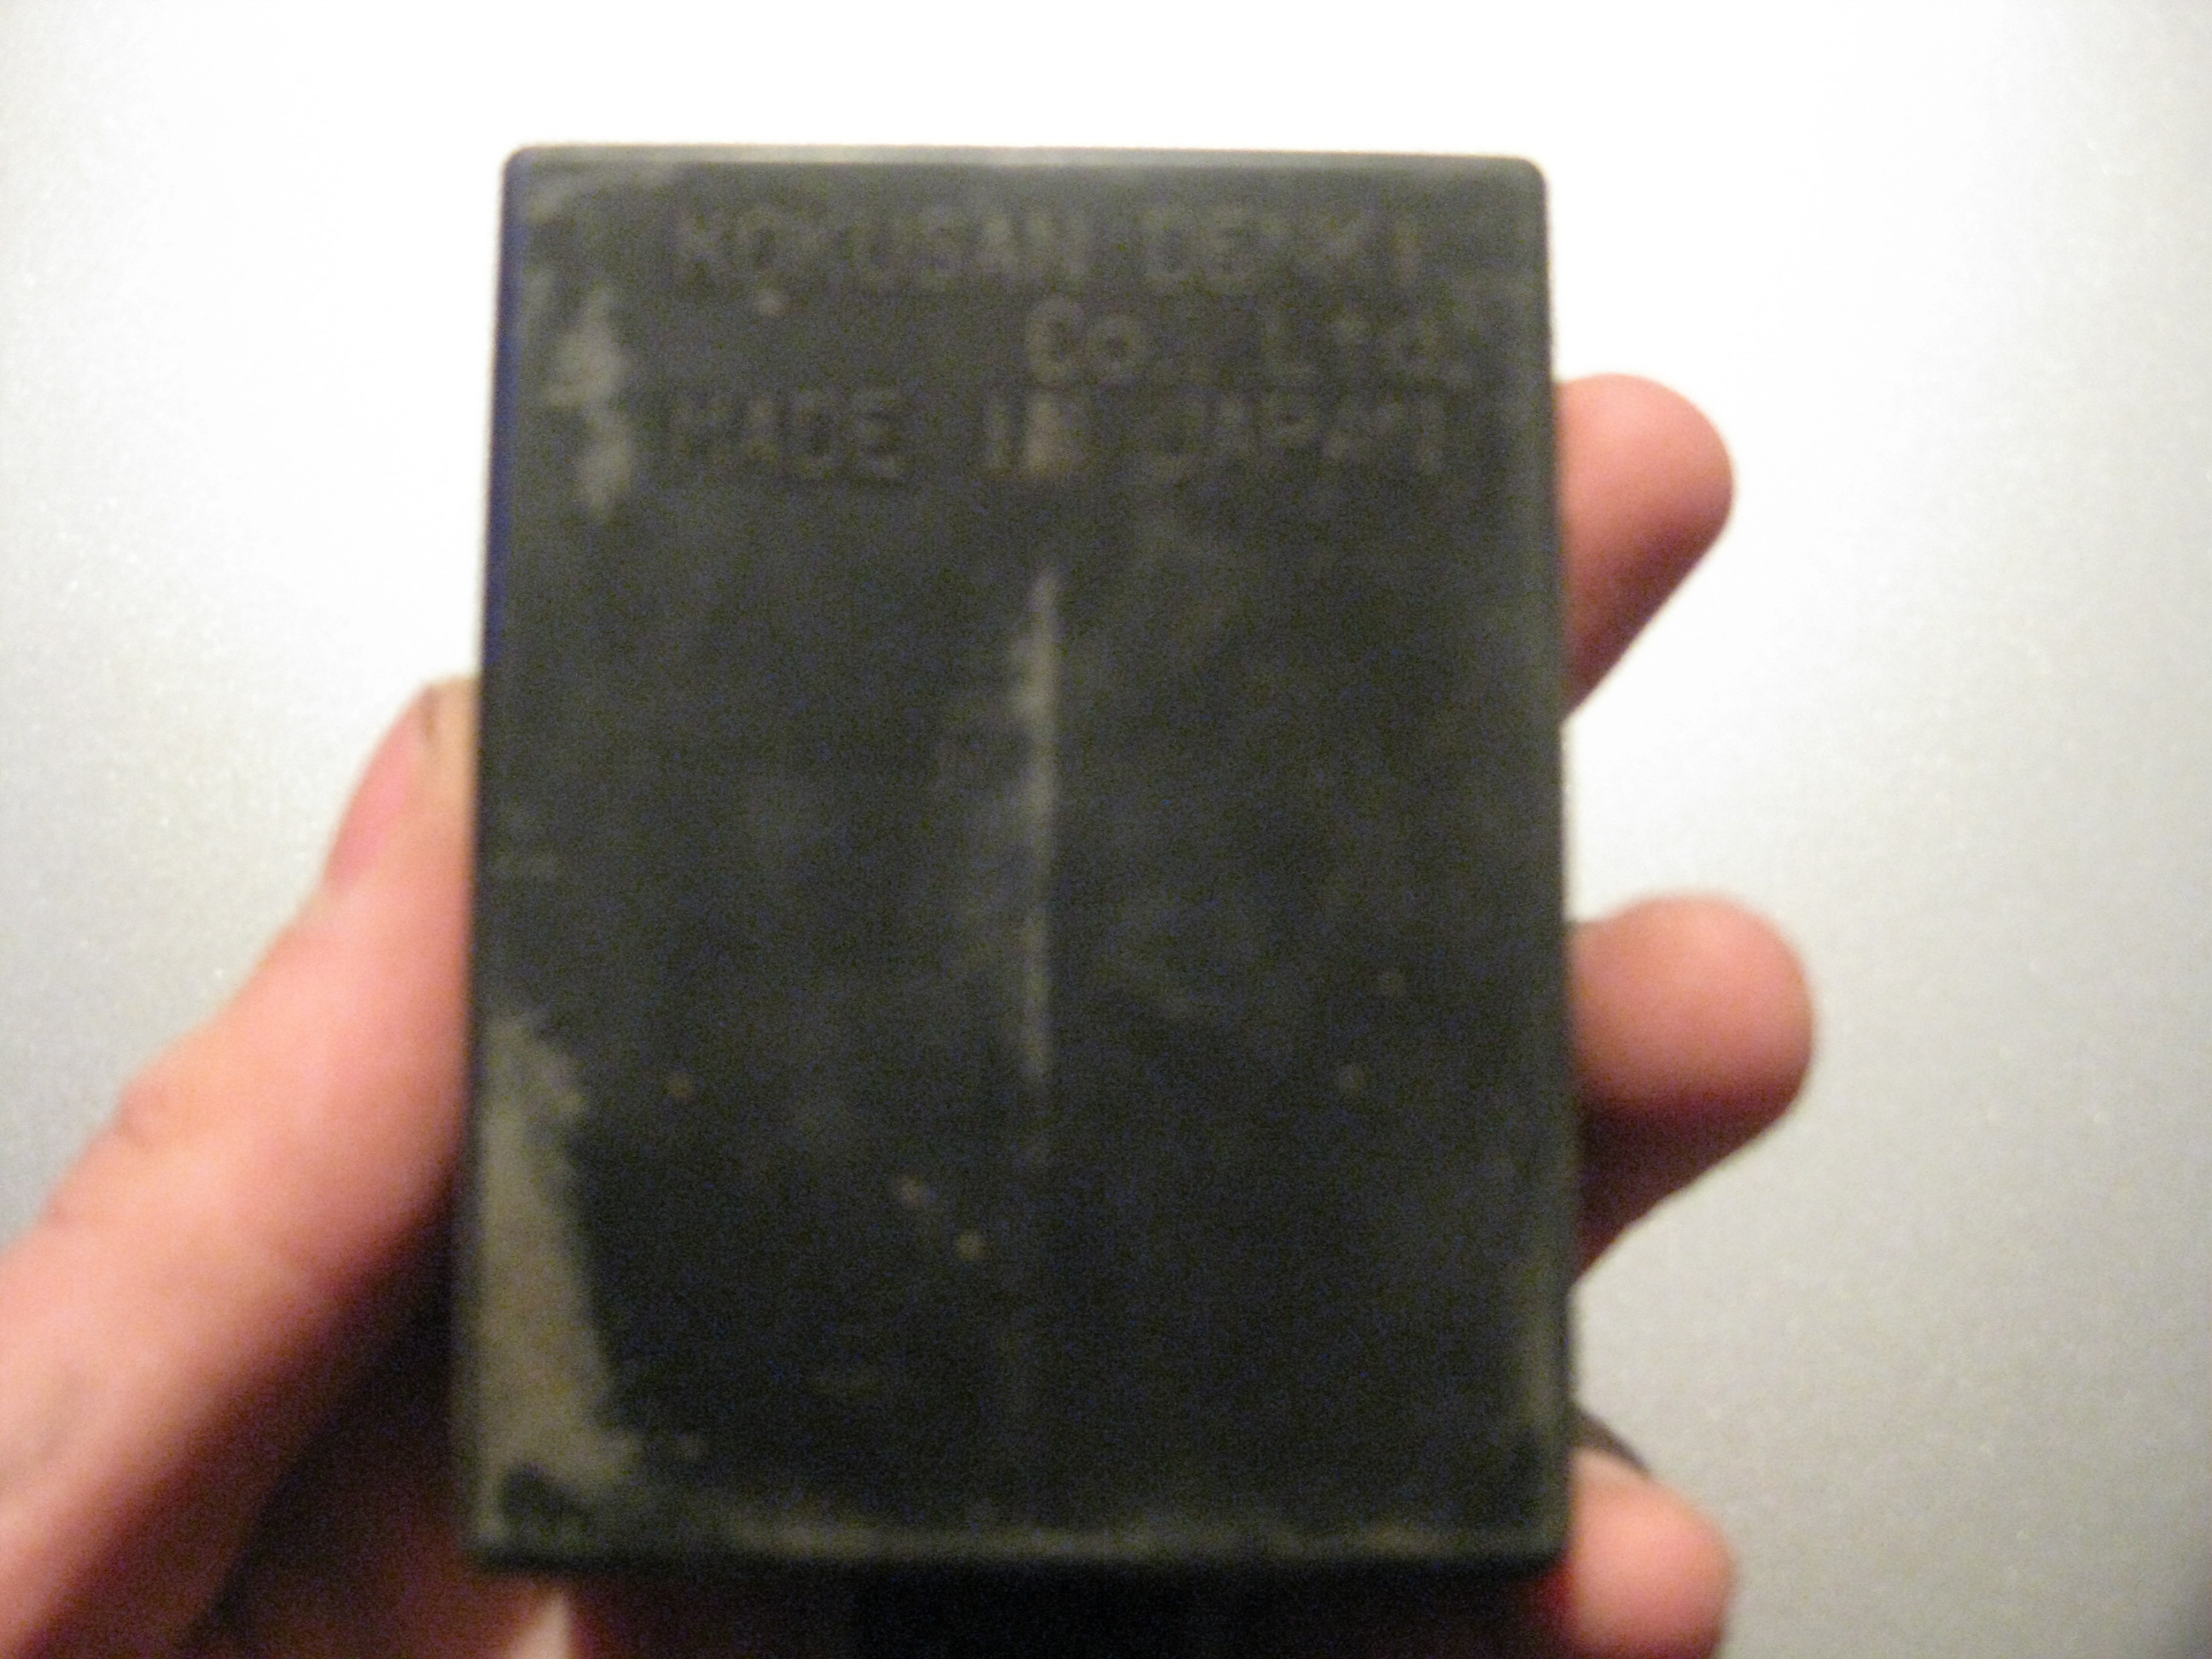 KOKUSAN DENKI
Co., Ltd.
MADE IN JAPAN